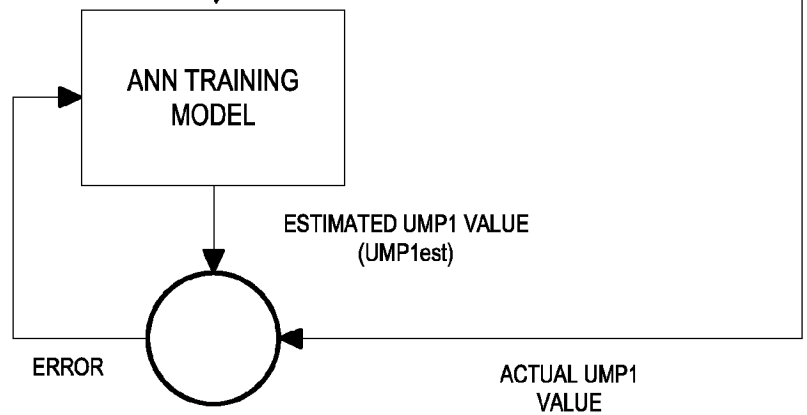 ANN TRAINING
MODEL
ESTIMATED UMP1 VALUE
(UMP1est)
ERROR
ACTUAL UMP1
VALUE